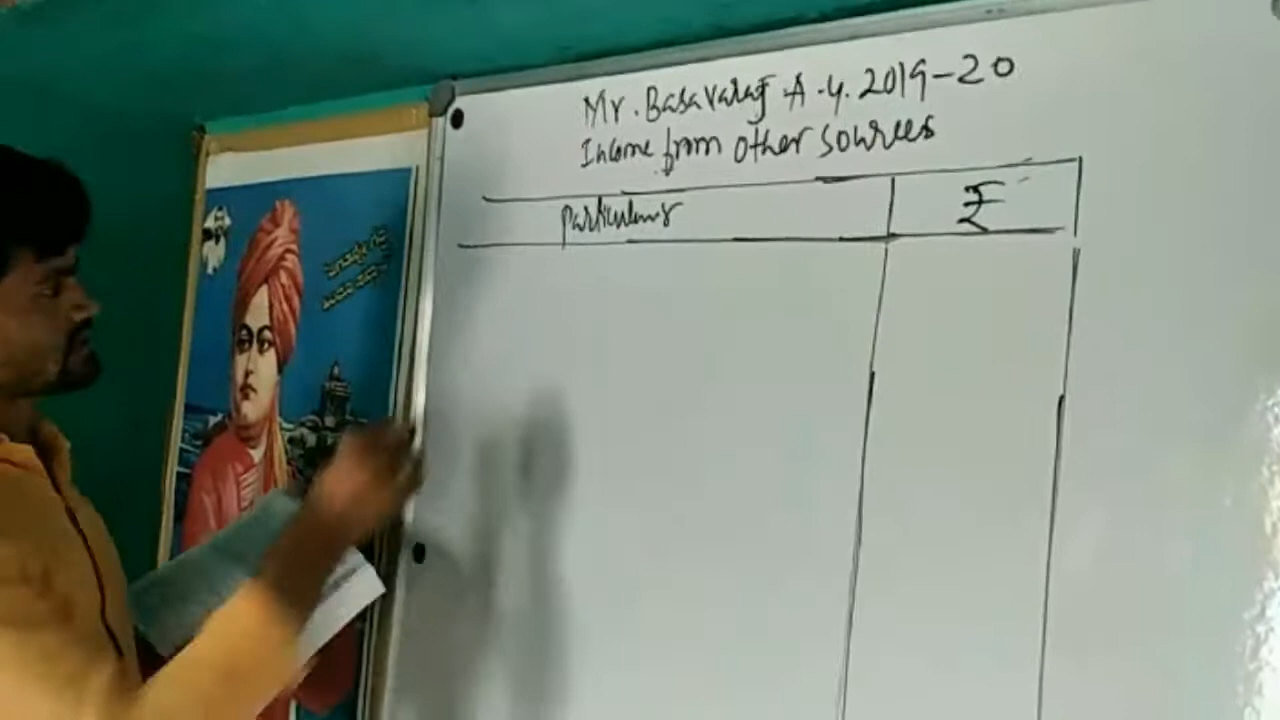 Mr. Basavaraj A.Y. 2019-20
Income from other sources
Particulars ₹